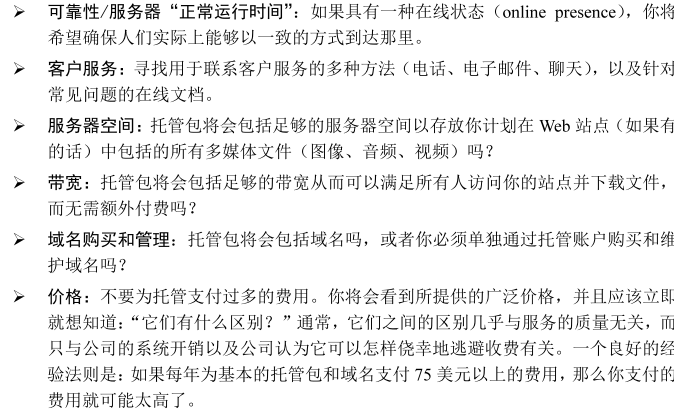 ➢ 可靠性/服务器“正常运行时间”:如果具有一种在线状态(online presence),你将
希望确保人们实际上能够以一致的方式到达那里。
➢ 客户服务:寻找用于联系客户服务的多种方法(电话、电子邮件、聊天),以及针对
常见问题的在线文档。
➢ 服务器空间:托管包将会包括足够的服务器空间以存放你计划在 Web 站点(如果有
的话)中包括的所有多媒体文件(图像、音频、视频)吗?
➢ 带宽:托管包将会包括足够的带宽从而可以满足所有人访问你的站点并下载文件,
而无需额外付费吗?
➢ 域名购买和管理:托管包将会包括域名吗,或者你必须单独通过托管账户购买和维
护域名吗?
➢ 价格:不要为托管支付过多的费用。你将会看到所提供的广泛价格,并且应该立即
就想知道:“它们有什么区别?”通常,它们之间的区别几乎与服务的质量无关,而
只与公司的系统开销以及公司认为它可以怎样侥幸地逃避收费有关。一个良好的经
验法则是:如果每年为基本的托管包和域名支付 75 美元以上的费用,那么你支付的
费用就可能太高了。